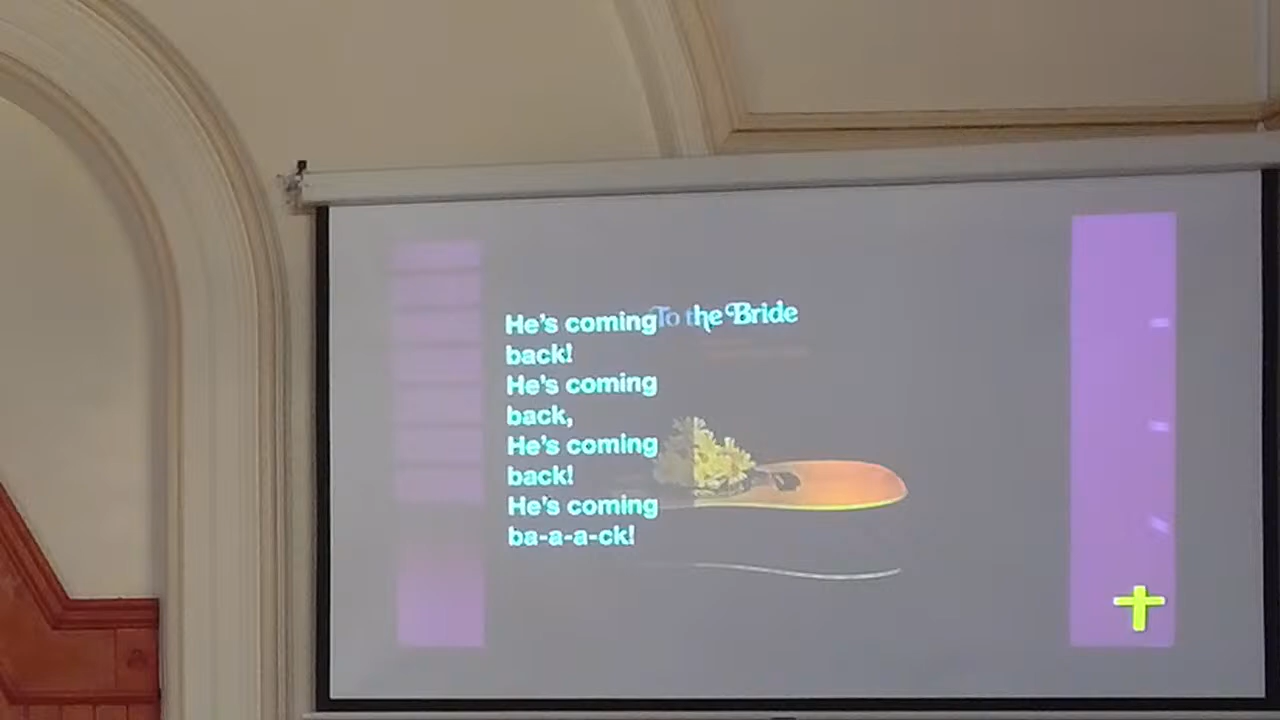 He's coming
back!
He's coming
back,
He's coming
back!
He's coming
ba-a-a-ck!
To the Bride